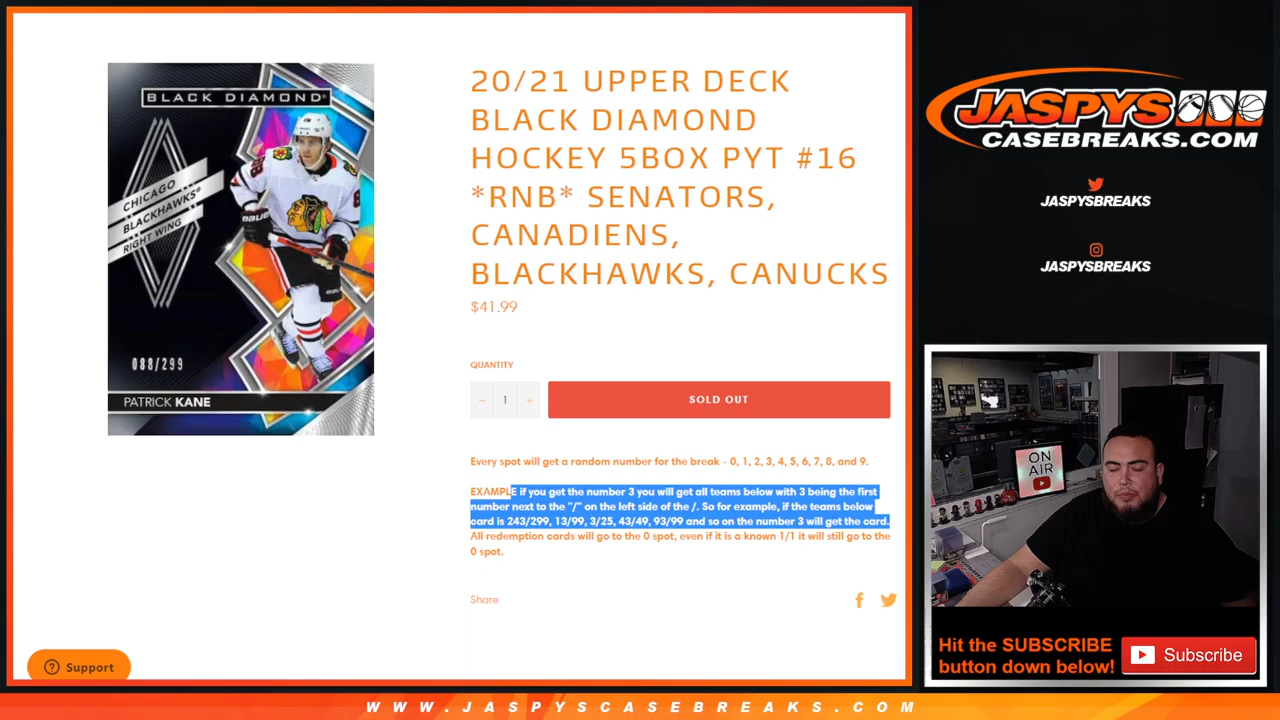 BLACK DIAMOND
CHICAGO
BLACKHAWKS
RIGHT WING
088/299
PATRICK KANE
20/21 UPPER DECK
BLACK DIAMOND
HOCKEY 5BOX PYT #16
*RNB* SENATORS,
CANADIENS,
BLACKHAWKS, CANUCKS
$41.99
QUANTITY
− 1 +
SOLD OUT
Every spot will get a random number for the break - 0, 1, 2, 3, 4, 5, 6, 7, 8, and 9.
EXAMPLE if you get the number 3 you will get all teams below with 3 being the first
number next to the "/" on the left side of the /. So for example, if the teams below
card is 243/299, 13/99, 3/25, 43/49, 93/99 and so on the number 3 will get the card.
All redemption cards will go to the 0 spot, even if it is a known 1/1 it will still go to the
0 spot.
Share
Support
JASPYS
CASEBREAKS.COM
JASPYSBREAKS
JASPYSBREAKS
ON
AIR
Hit the SUBSCRIBE
button down below!
Subscribe
WWW.JASPYSCASEBREAKS.COM